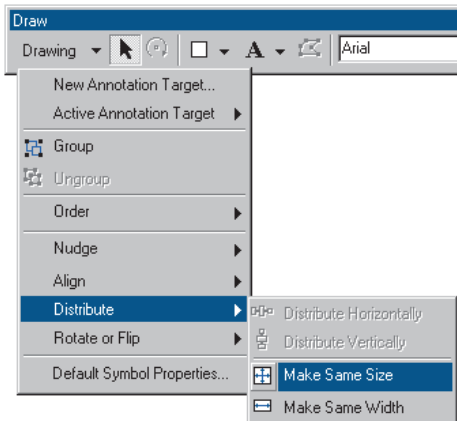 Draw
Drawing A Arial
New Annotation Target...
Active Annotation Target
Group
Ungroup
Order
Nudge
Align
Distribute
Rotate or Flip
Default Symbol Properties...
Distribute Horizontally
Distribute Vertically
Make Same Size
Make Same Width